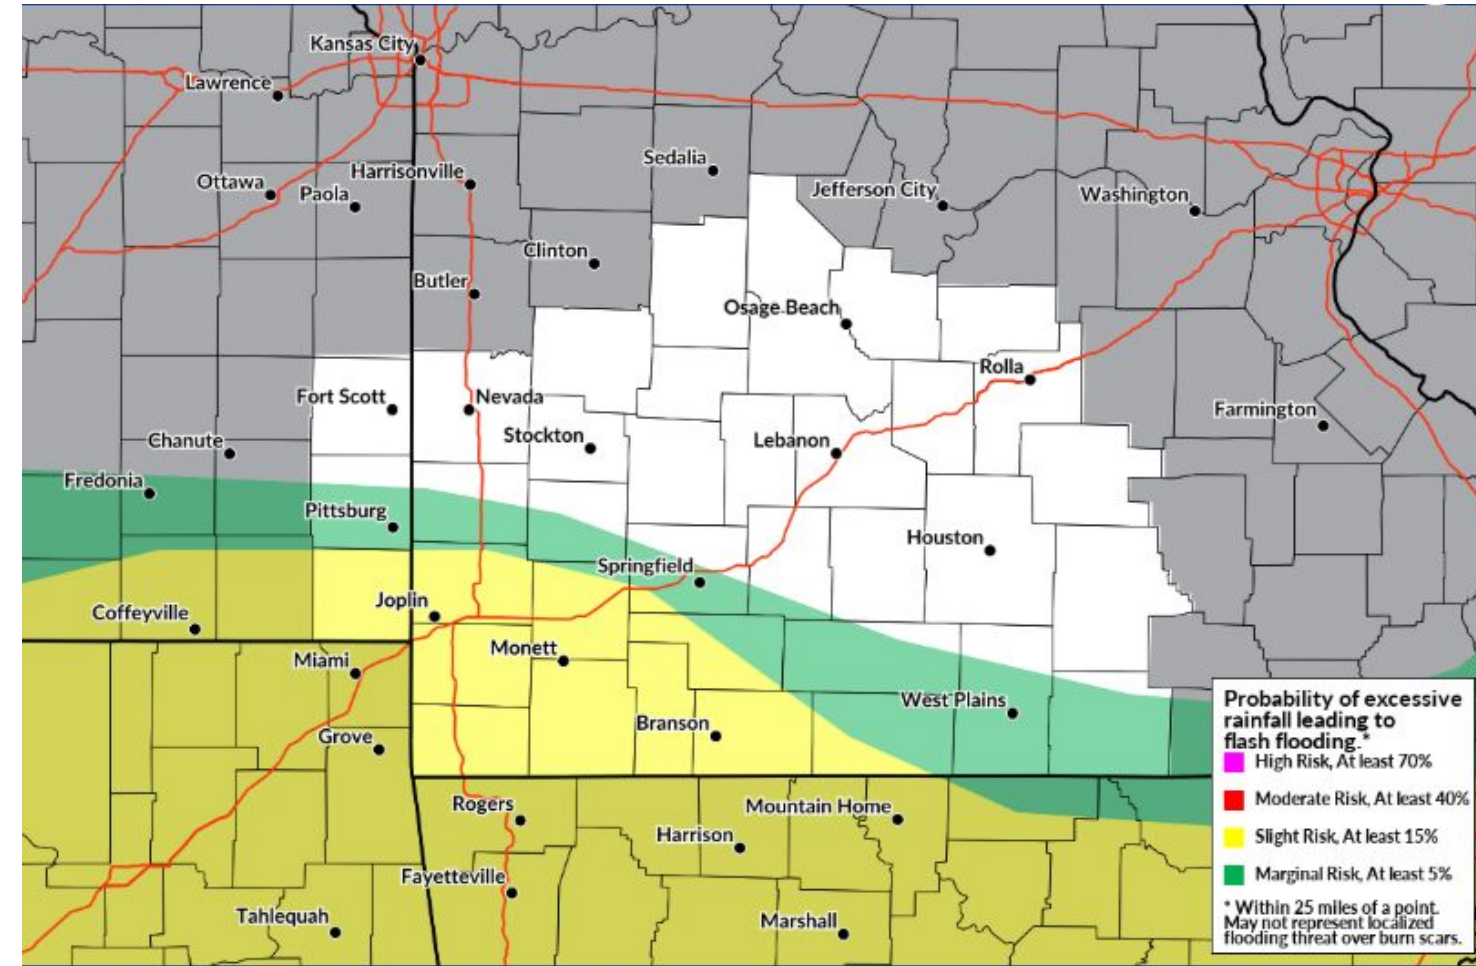 Kansas City
Lawrence
Sedalia
Harrisonville
Ottawa
Paola
Jefferson City
Washington
Clinton
Butler
Osage Beach
Rolla
Fort Scott
Nevada
Farmington
Stockton
Chanute
Lebanon
Fredonia
Pittsburg
Houston
Springfield
Joplin
Coffeyville
Monett
Miami
West Plains
Branson
Grove
Rogers
Mountain Home
Harrison
Fayetteville
Tahlequah
Marshall
Probability of excessive
rainfall leading to
flash flooding.*
High Risk, At least 70%
Moderate Risk, At least 40%
Slight Risk, At least 15%
Marginal Risk, At least 5%
* Within 25 miles of a point.
May not represent localized
flooding threat over burn scars.